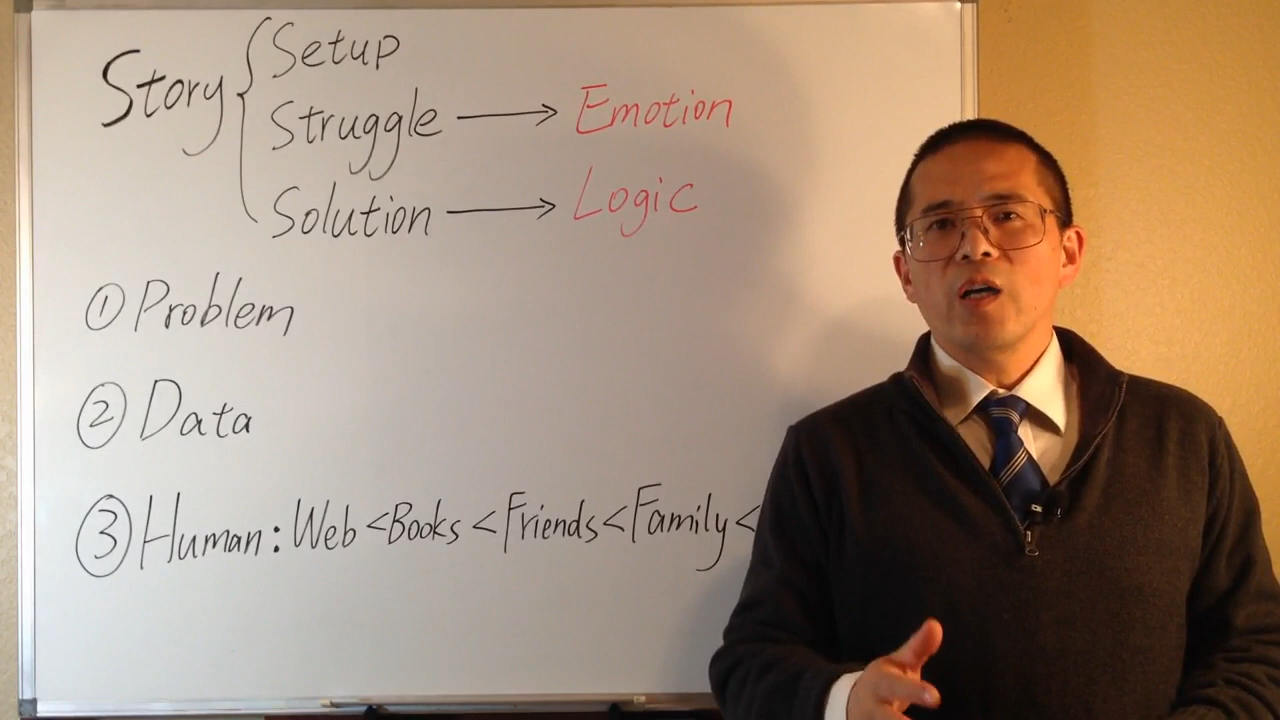 Story { Setup
Struggle → Emotion
Solution → Logic
① Problem
② Data
③ Human: Web < Books < Friends < Family <